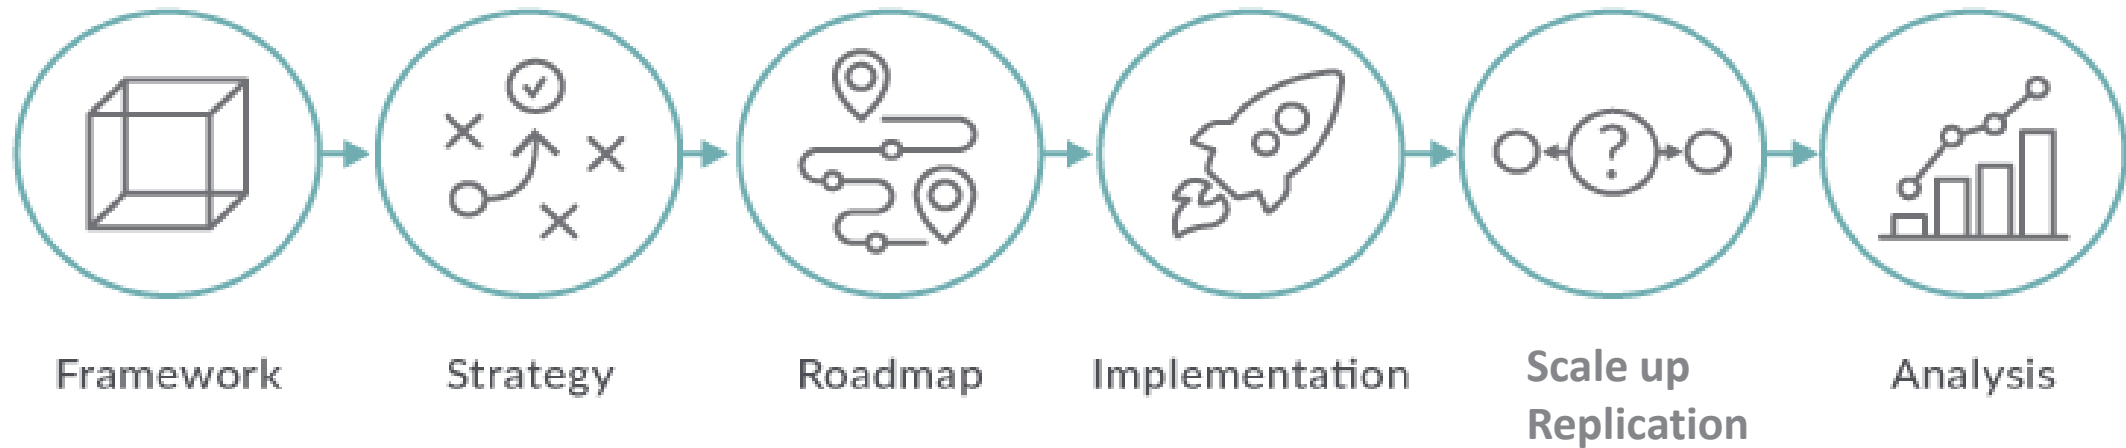 ?
Framework
Strategy
Roadmap
Implementation
Scale up
Replication
Analysis